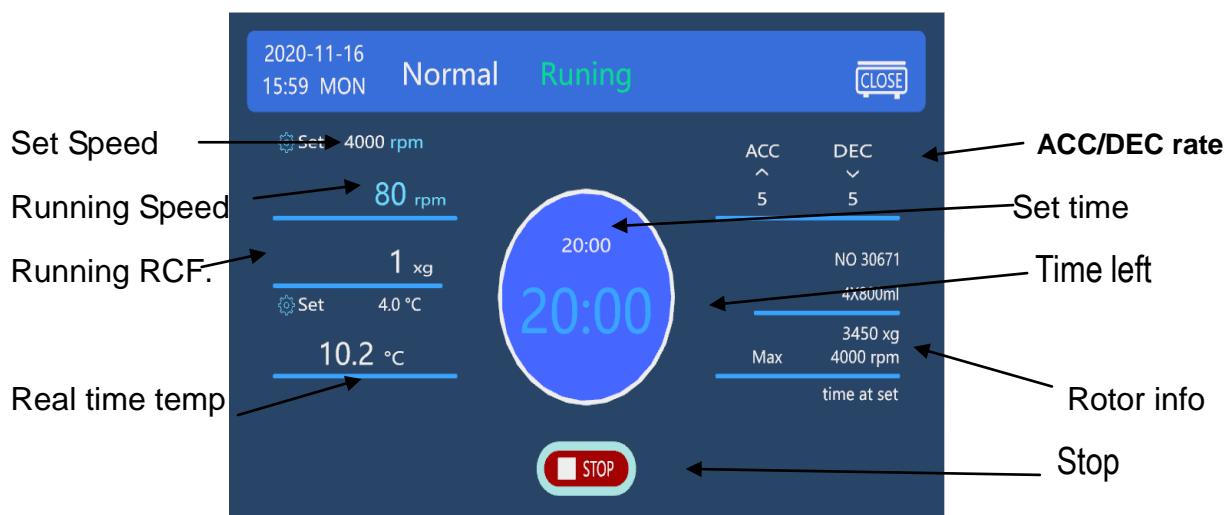 2020-11-16
15:59 MON
Normal
Runing
CLOSE
Set Speed
Set 4000 rpm
ACC DEC
ACC/DEC rate
Running Speed
80 rpm
5 5
Set time
20:00
Running RCF.
1 xg
NO 30671
Time left
Set 4.0 °C
4X800ml
20:00
3450 xg
10.2 °C
Max 4000 rpm
Real time temp
time at set
Rotor info
STOP
Stop